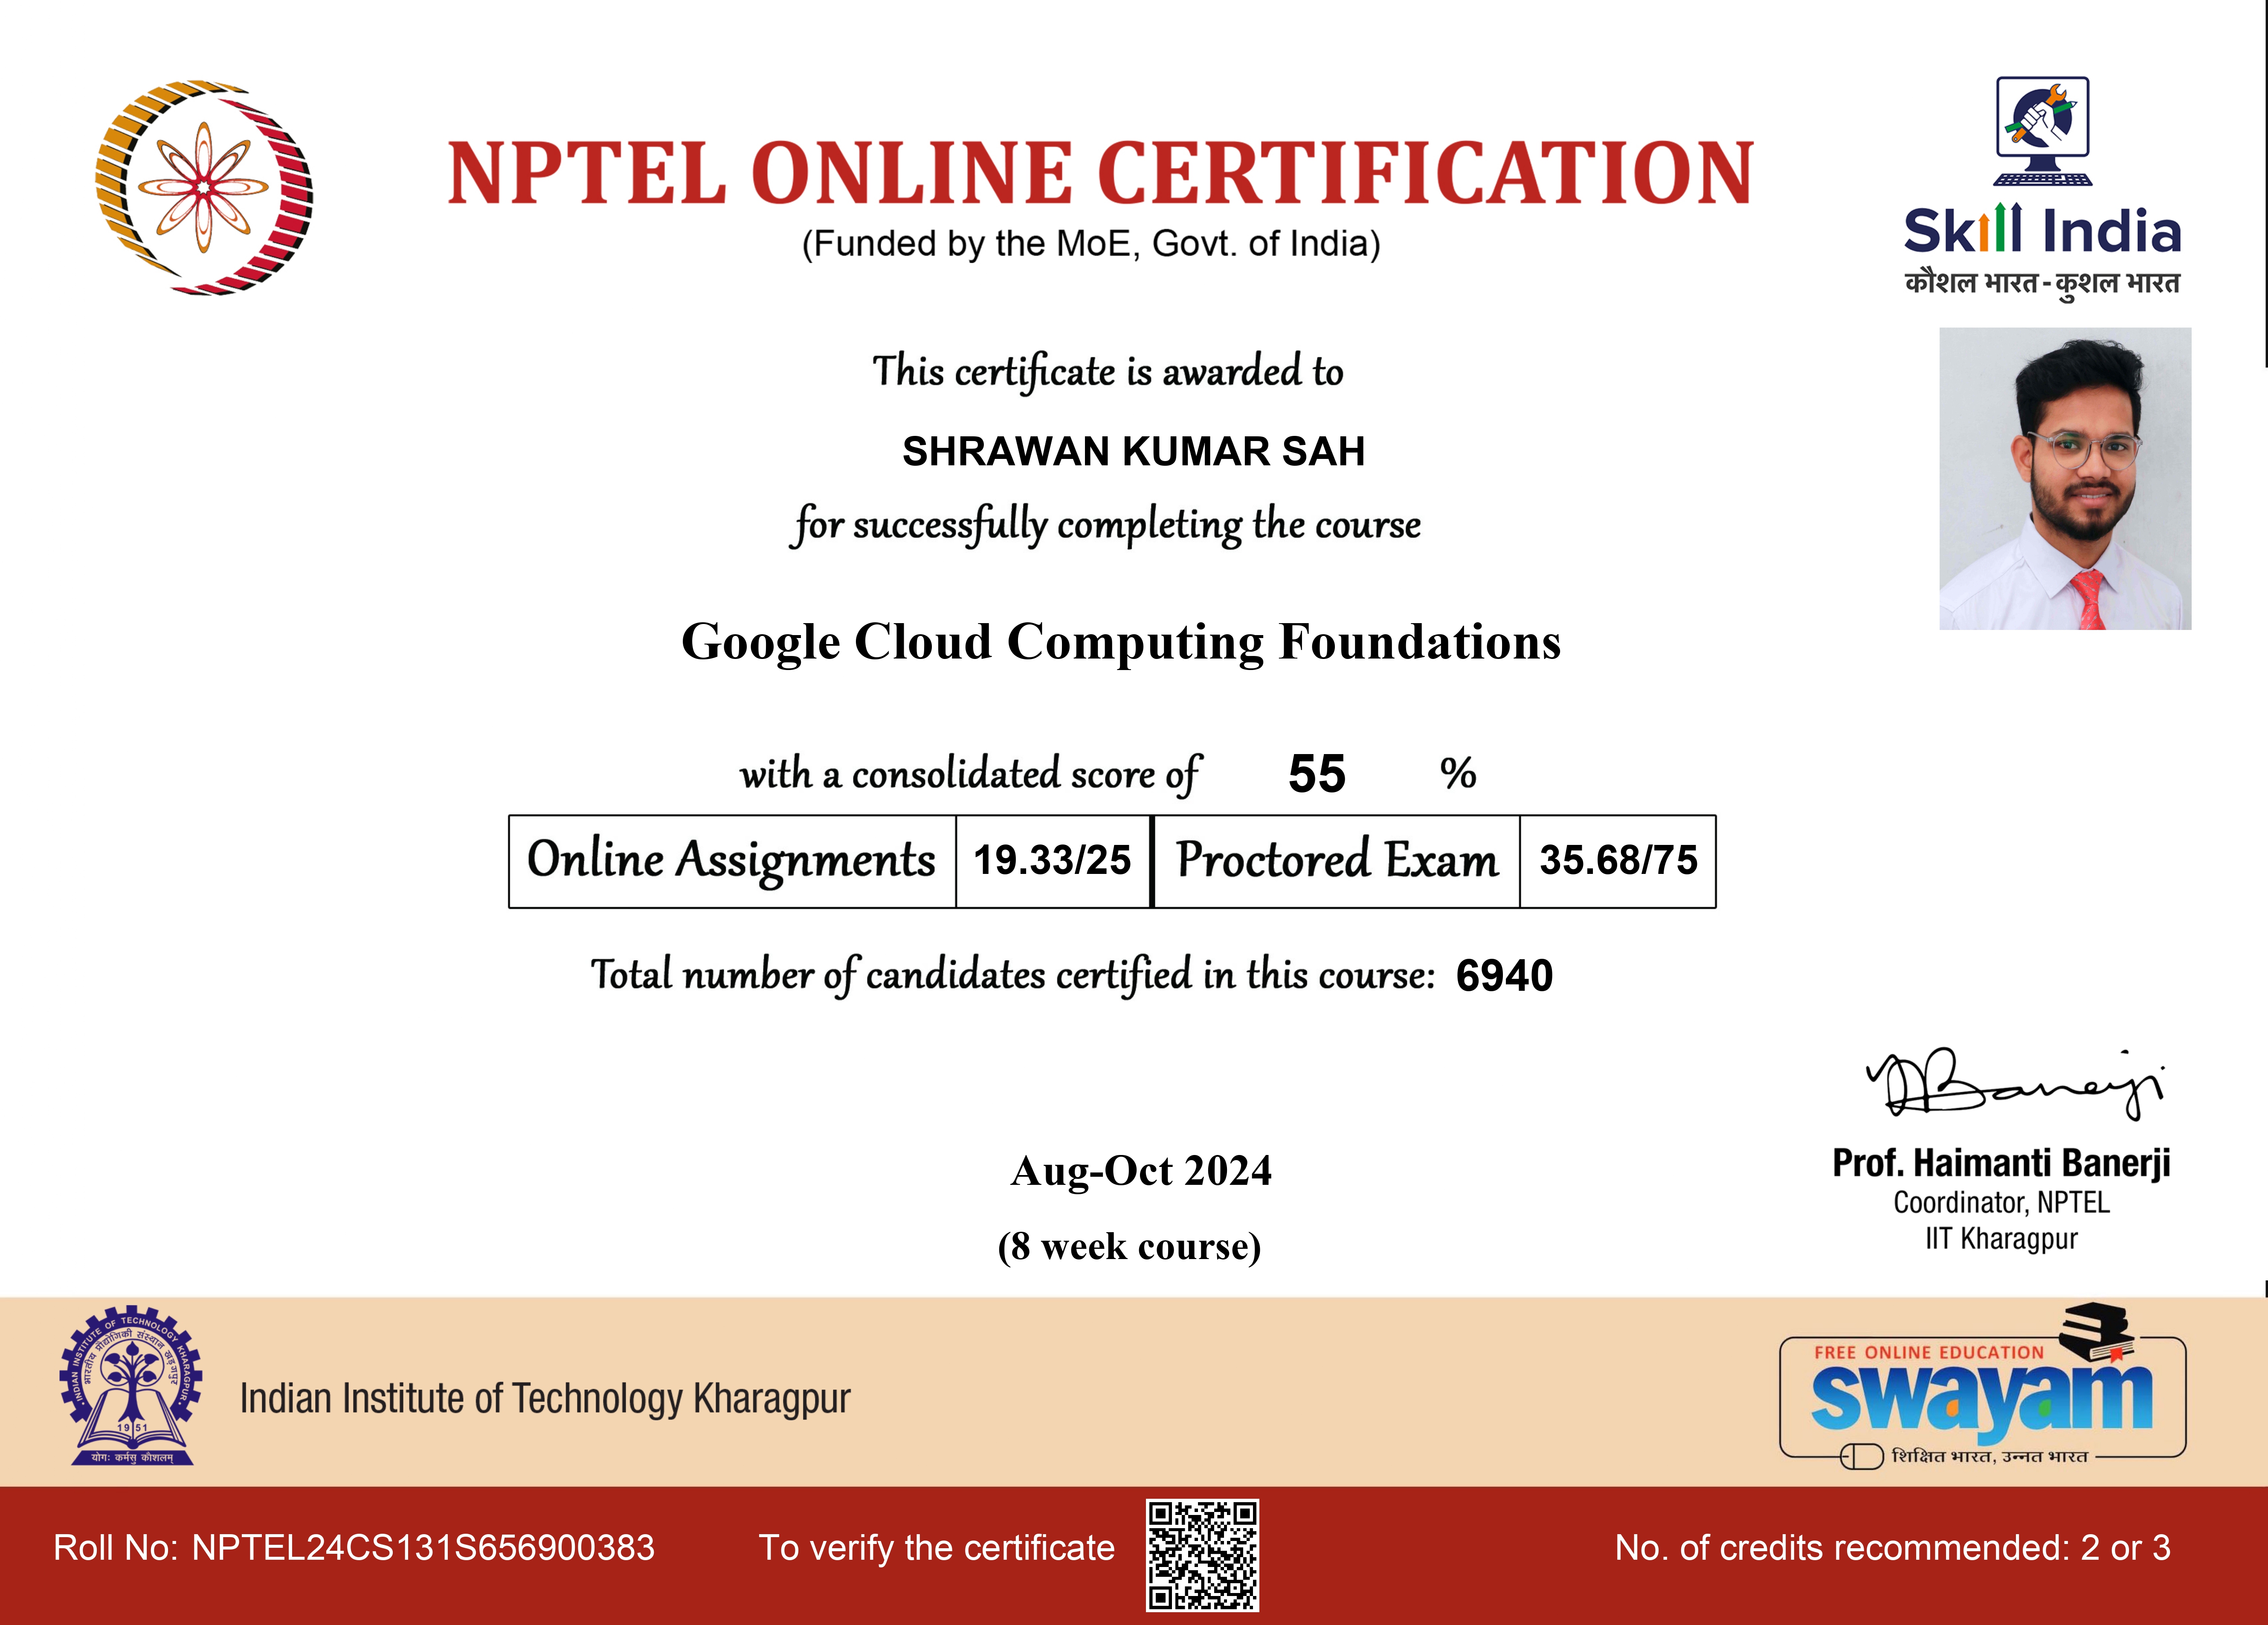 NPTEL ONLINE CERTIFICATION
(Funded by the MoE, Govt. of India)
Skill India
कौशल भारत - कुशल भारत
This certificate is awarded to
SHRAWAN KUMAR SAH
for successfully completing the course
Google Cloud Computing Foundations
with a consolidated score of 55 %
Online Assignments 19.33/25 Proctored Exam 35.68/75
Total number of candidates certified in this course: 6940
Banerji
Prof. Haimanti Banerji
Coordinator, NPTEL
IIT Kharagpur
Aug-Oct 2024
(8 week course)
INDIAN INSTITUTE OF TECHNOLOGY KHARAGPUR
भारतीय प्रौद्योगिकी संस्थान खड़गपुर
1951
योगः कर्मसु कौशलम्
Indian Institute of Technology Kharagpur
FREE ONLINE EDUCATION
swayam
शिक्षित भारत, उन्नत भारत
Roll No: NPTEL24CS131S656900383
To verify the certificate
No. of credits recommended: 2 or 3